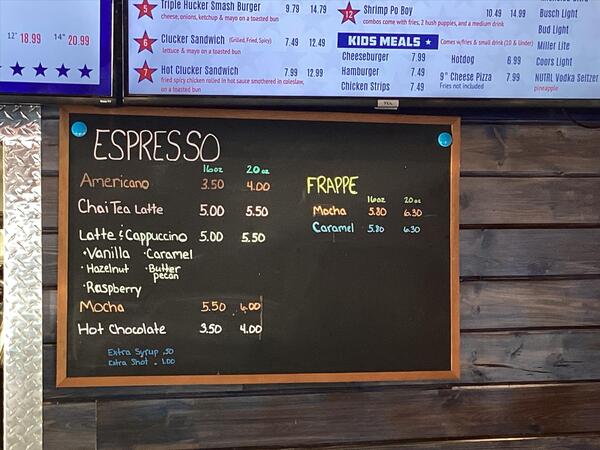 5 Triple Hucker Smash Burger 9.79 14.79
cheese, onions, ketchup & mayo on a toasted bun
6 Clucker Sandwich (Grilled, Fried, Spicy) 7.49 12.49
lettuce & mayo on a toasted bun
7 Hot Clucker Sandwich 7.99 12.99
fried spicy chicken rolled in hot sauce smothered in coleslaw,
on a toasted bun
12" 18.99 14" 20.99
12 Shrimp Po Boy 10.49 14.99
combos come with fries, 2 hush puppies, and a medium drink
KIDS MEALS Comes w/fries & small drink (10 & Under)
Cheeseburger 7.99
Hamburger 7.49
Chicken Strips 7.49
Hotdog 6.99
9" Cheese Pizza 7.99
Fries not included
Busch Light
Bud Light
Miller Lite
Coors Light
NUTRL Vodka Seltzer
pineapple
TCL
ESPRESSO
16oz 20oz
Americano 3.50 4.00
Chai Tea Latte 5.00 5.50
Latte & Cappuccino 5.00 5.50
·Vanilla ·Caramel
·Hazelnut ·Butter pecan
·Raspberry
Mocha 5.50 6.00
Hot Chocolate 3.50 4.00
Extra Syrup .50
Extra Shot . 1.00
FRAPPE
16oz 20oz
Mocha 5.80 6.30
Caramel 5.80 6.30